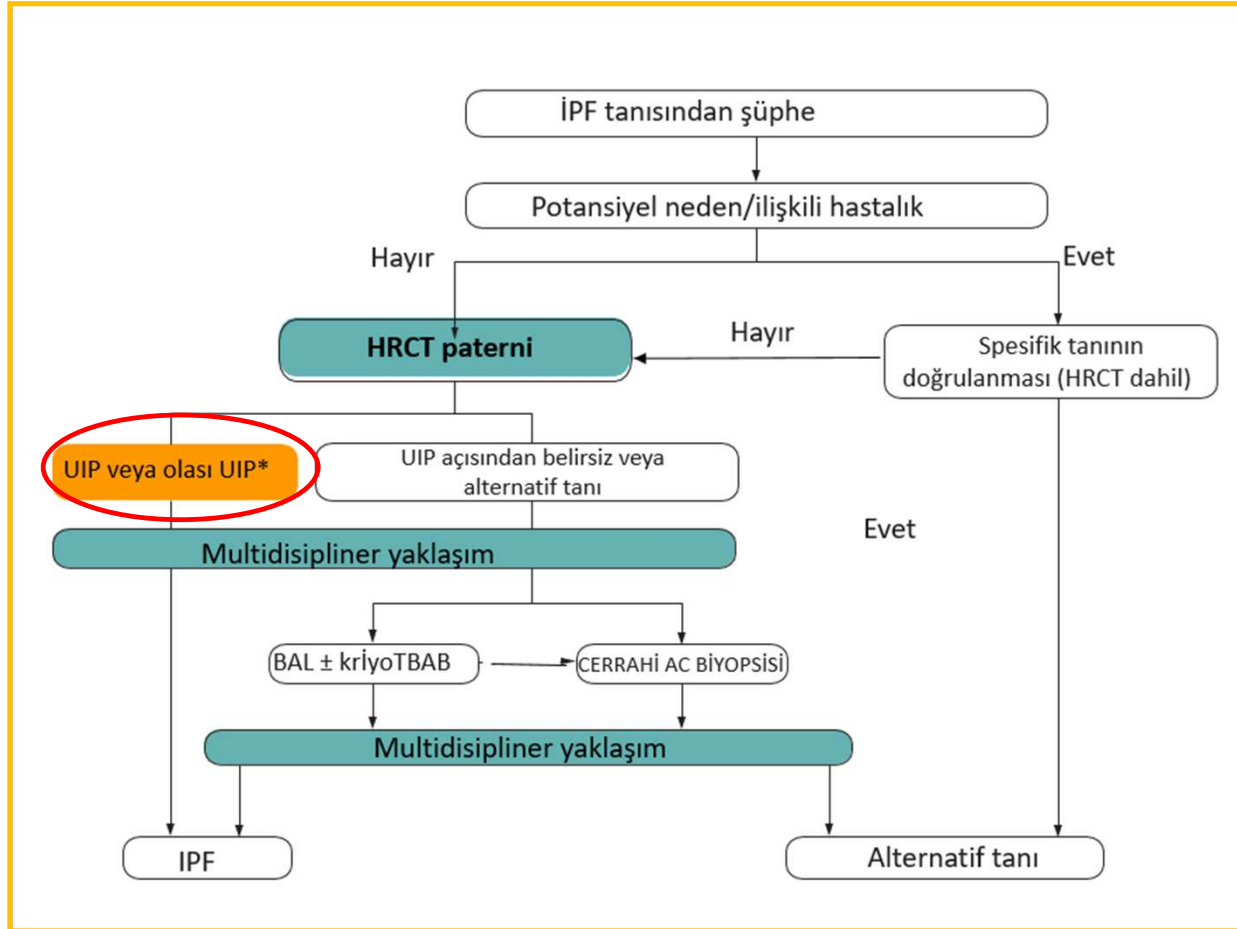 İPF tanısından şüphe
Potansiyel neden/ilişkili hastalık
Hayır
Evet
HRCT paterni
Hayır
Spesifik tanının
doğrulanması (HRCT dahil)
UIP veya olası UIP*
UIP açısından belirsiz veya
alternatif tanı
Evet
Multidisipliner yaklaşım
BAL ± krİyoTBAB
CERRAHİ AC BİYOPSİSİ
Multidisipliner yaklaşım
IPF
Alternatif tanı